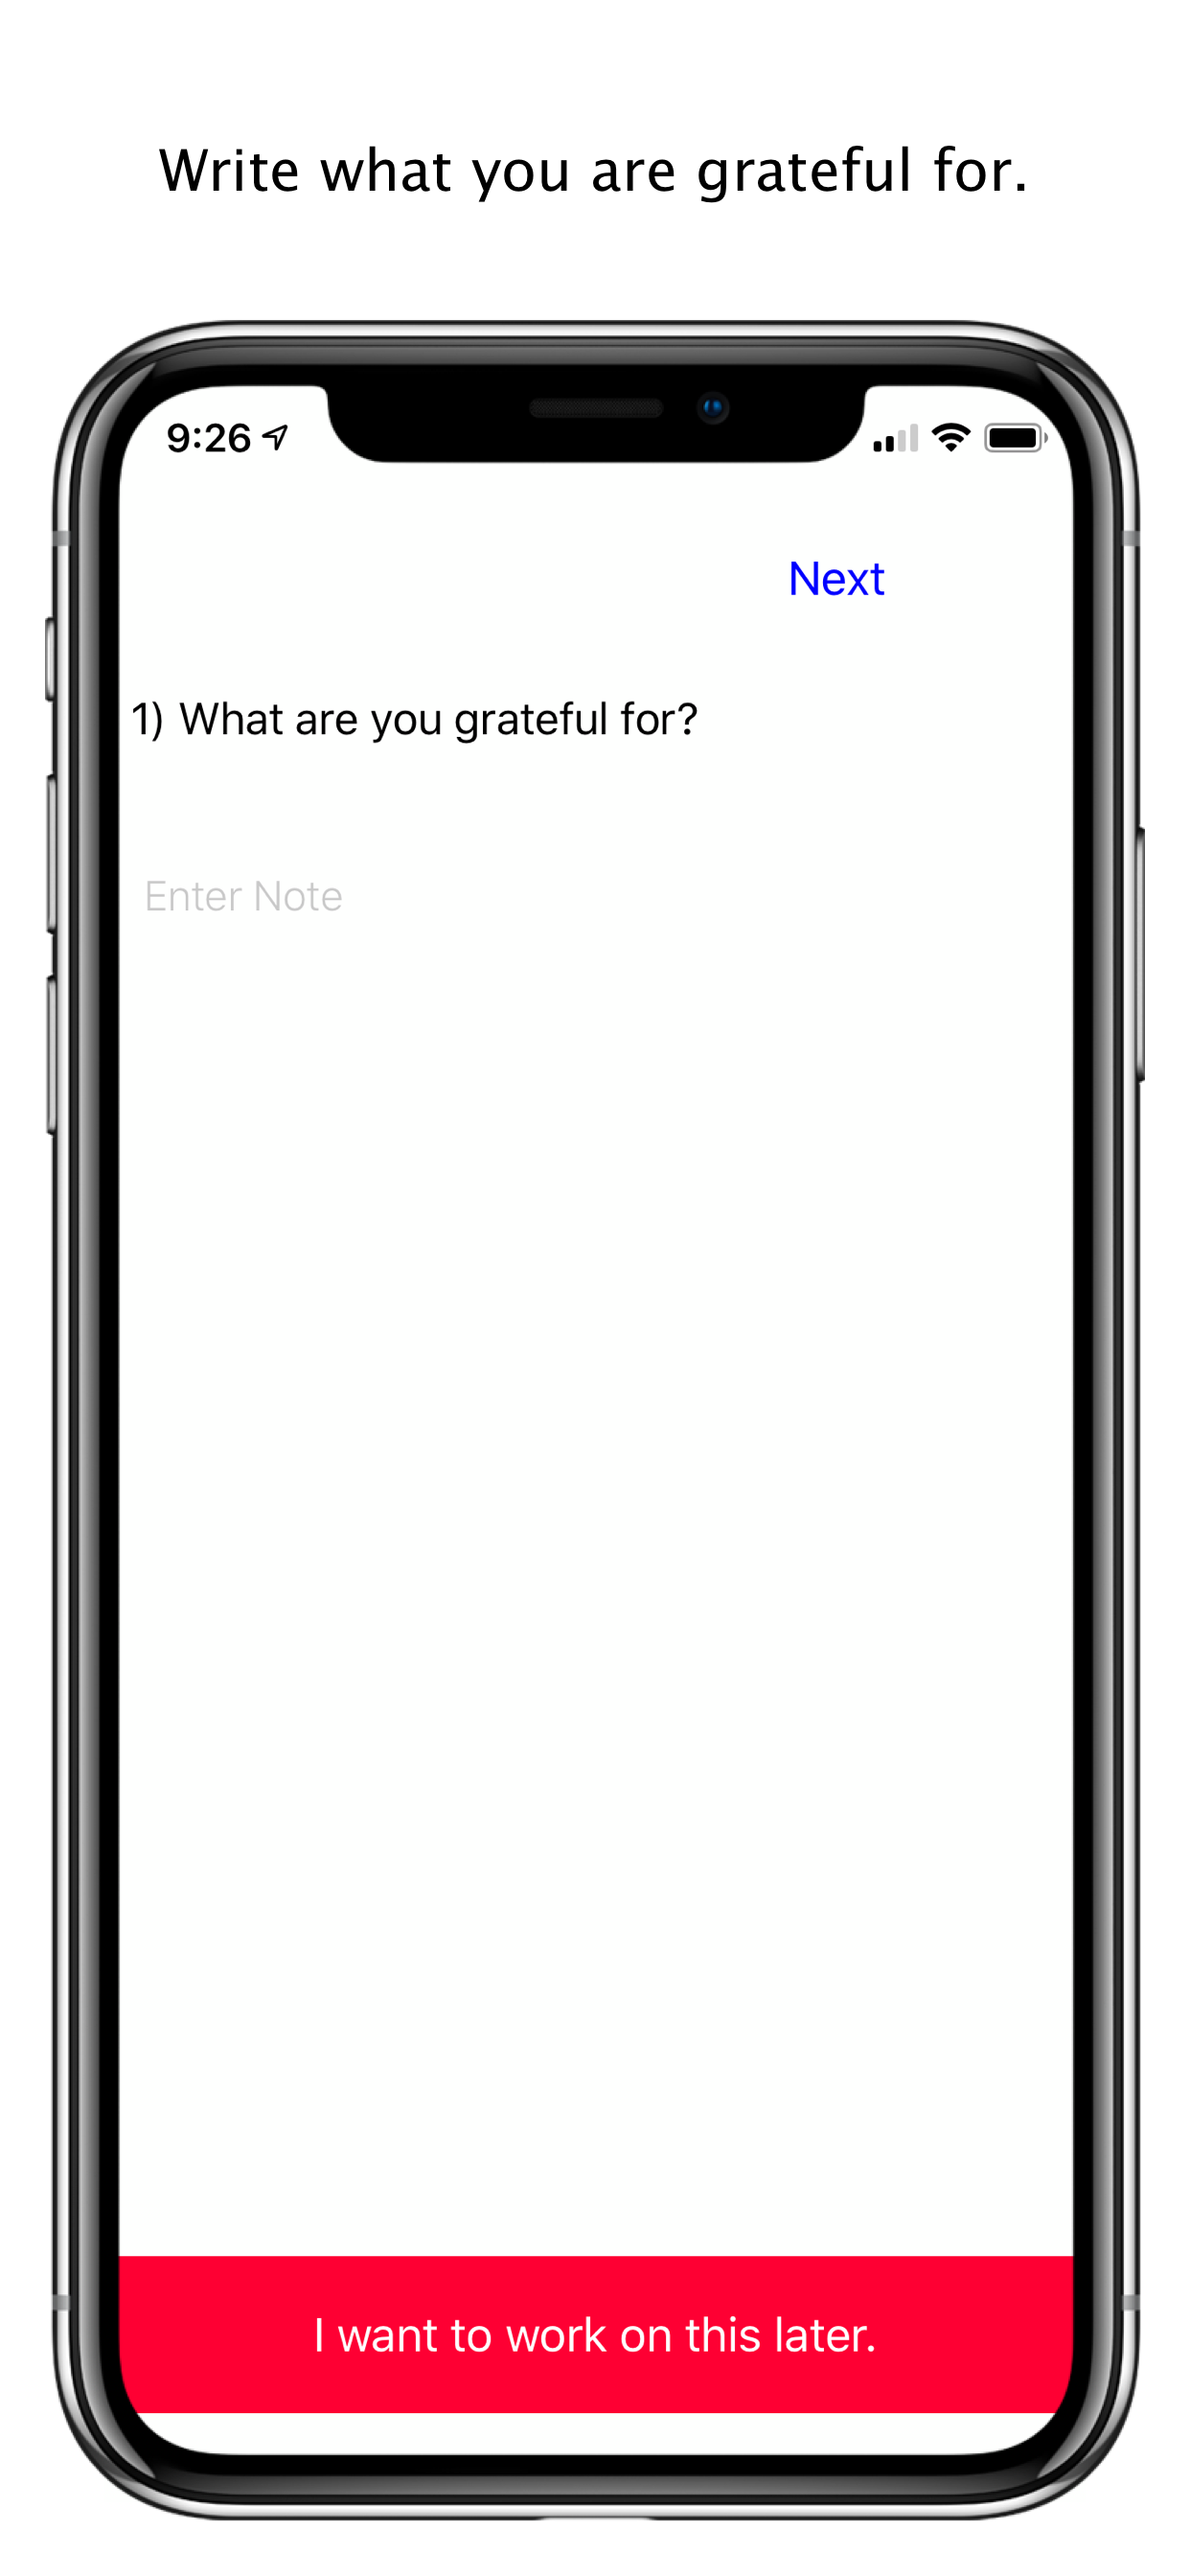 Write what you are grateful for.
9:26
Next
1) What are you grateful for?
Enter Note
I want to work on this later.